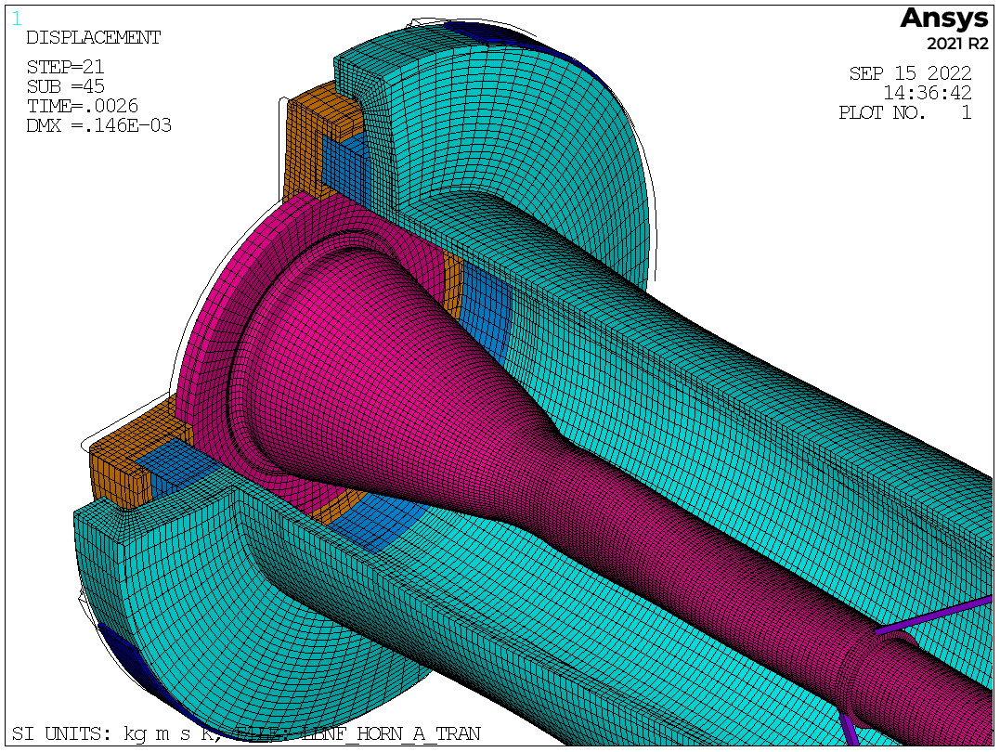 1
DISPLACEMENT
STEP=21
SUB =45
TIME=.0026
DMX =.146E-03
Ansys
2021 R2
SEP 15 2022
14:36:42
PLOT NO. 1
SI UNITS: kg m s K, LBNF_HORN_A_TRAN